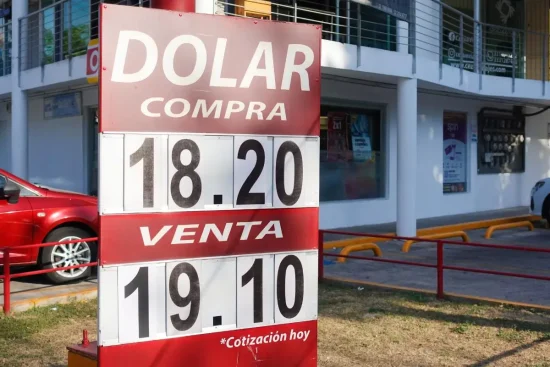 DOLAR
COMPRA
18.20
VENTA
19.10
*Cotización hoy